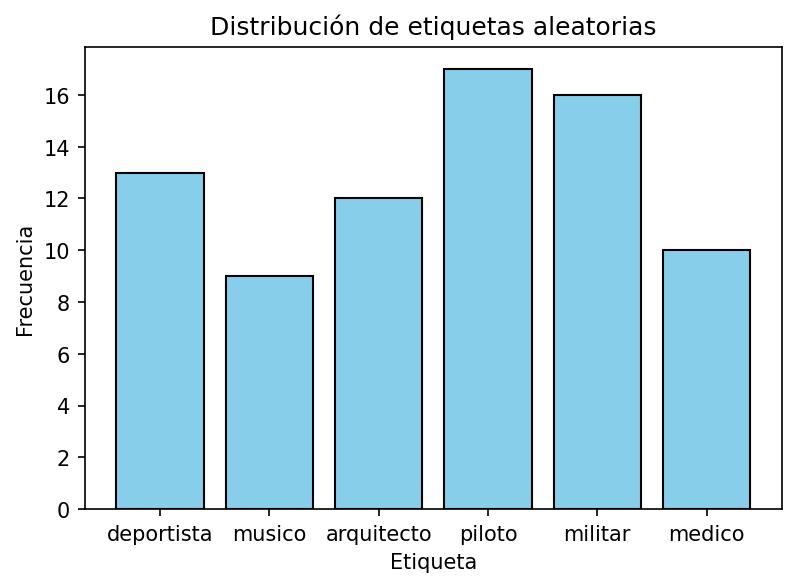 Distribución de etiquetas aleatorias
Frecuencia
16
14
12
10
8
6
4
2
0
deportista musico arquitecto piloto militar medico
Etiqueta